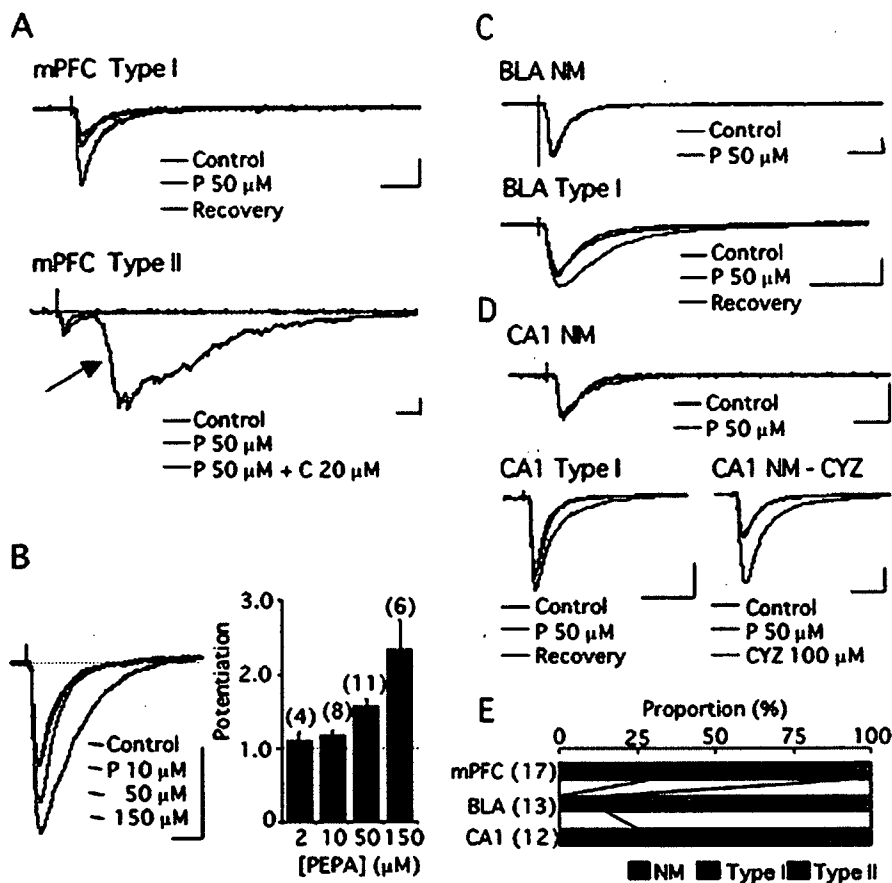 A
mPFC Type I
Control
P 50 µM
Recovery
mPFC Type II
Control
P 50 µM
P 50 µM + C 20 µM
B
Control
P 10 µM
50 µM
150 µM
Potentiation
3.0
2.0
1.0
0
(4)
(8)
(11)
(6)
2 10 50 150
[PEPA] (µM)
C
BLA NM
Control
P 50 µM
BLA Type I
Control
P 50 µM
Recovery
D
CA1 NM
Control
P 50 µM
CA1 Type I
Control
P 50 µM
Recovery
CA1 NM - CYZ
Control
P 50 µM
CYZ 100 µM
E
Proportion (%)
0 25 50 75 100
mPFC (17)
BLA (13)
CA1 (12)
NM Type I Type II